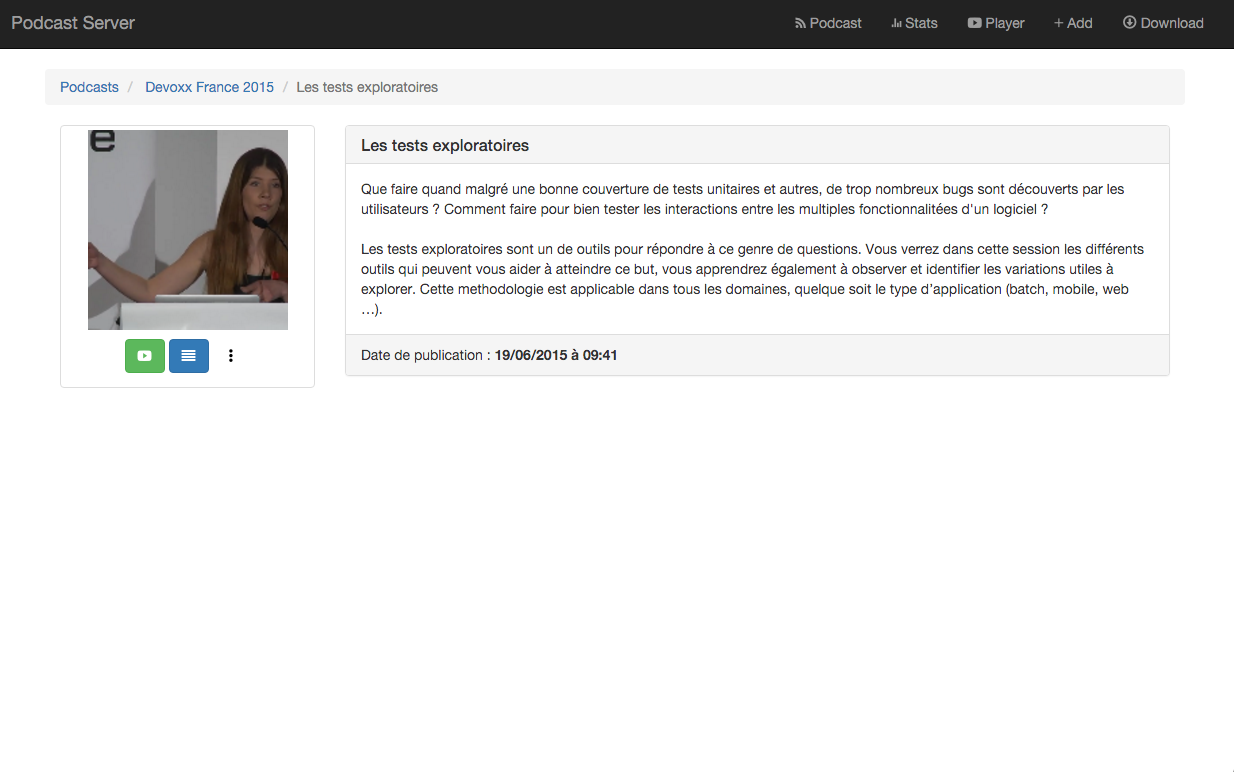 Podcast Server
Podcast Stats Player + Add Download
Podcasts / Devoxx France 2015 / Les tests exploratoires
e
Les tests exploratoires
Que faire quand malgré une bonne couverture de tests unitaires et autres, de trop nombreux bugs sont découverts par les
utilisateurs ? Comment faire pour bien tester les interactions entre les multiples fonctionnalitées d'un logiciel ?
Les tests exploratoires sont un de outils pour répondre à ce genre de questions. Vous verrez dans cette session les différents
outils qui peuvent vous aider à atteindre ce but, vous apprendrez également à observer et identifier les variations utiles à
explorer. Cette methodologie est applicable dans tous les domaines, quelque soit le type d'application (batch, mobile, web
…).
Date de publication : 19/06/2015 à 09:41